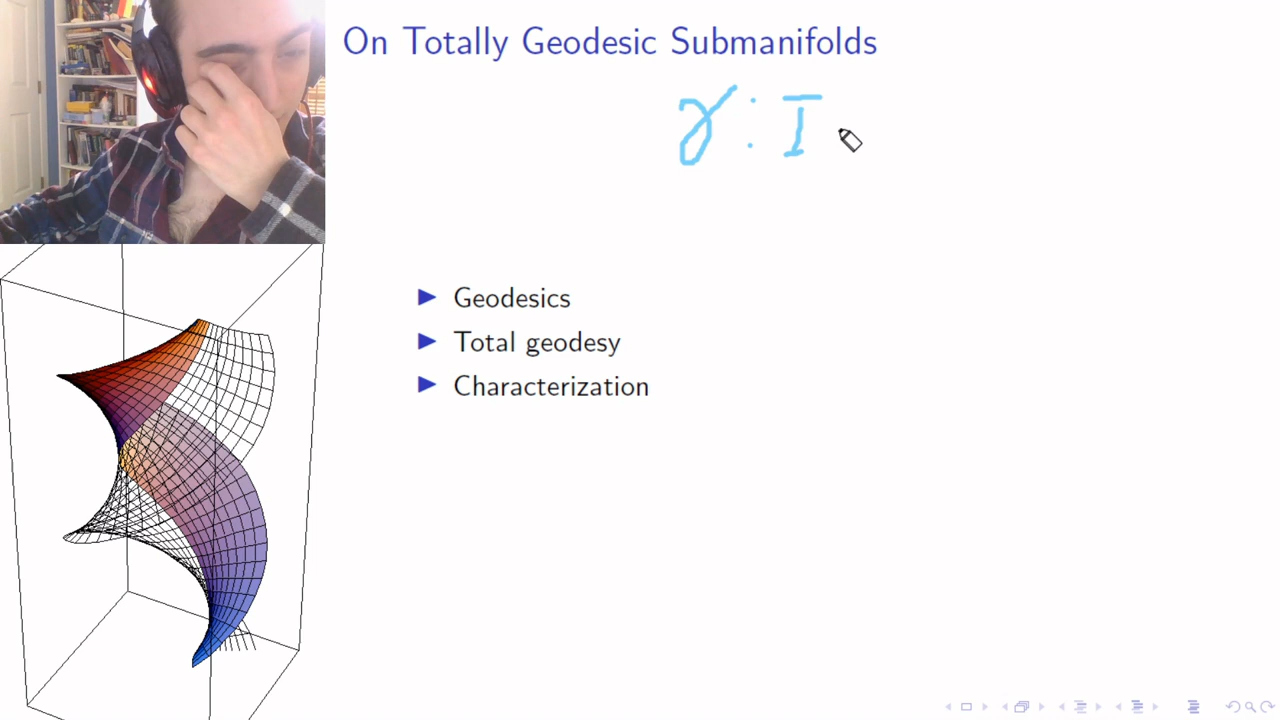 On Totally Geodesic Submanifolds
γ : I
Geodesics
Total geodesy
Characterization